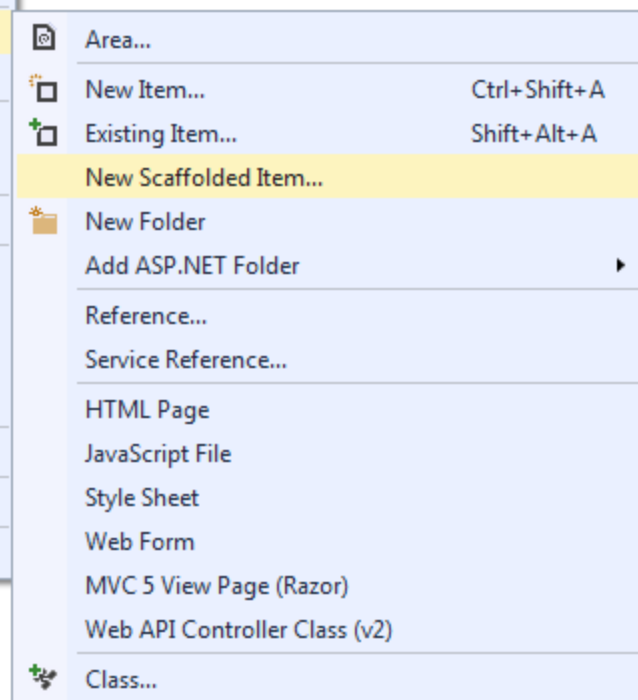 Area...
New Item... Ctrl+Shift+A
Existing Item... Shift+Alt+A
New Scaffolded Item...
New Folder
Add ASP.NET Folder
Reference...
Service Reference...
HTML Page
JavaScript File
Style Sheet
Web Form
MVC 5 View Page (Razor)
Web API Controller Class (v2)
Class...